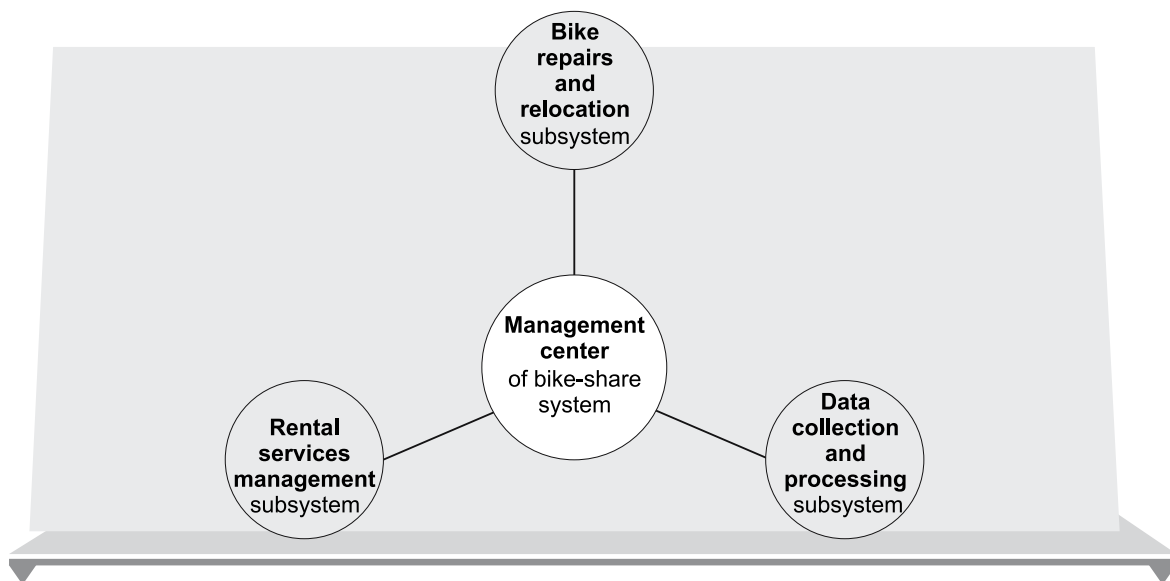 Bike
repairs
and
relocation
subsystem
Management
center
of bike-share
system
Rental
services
management
subsystem
Data
collection
and
processing
subsystem